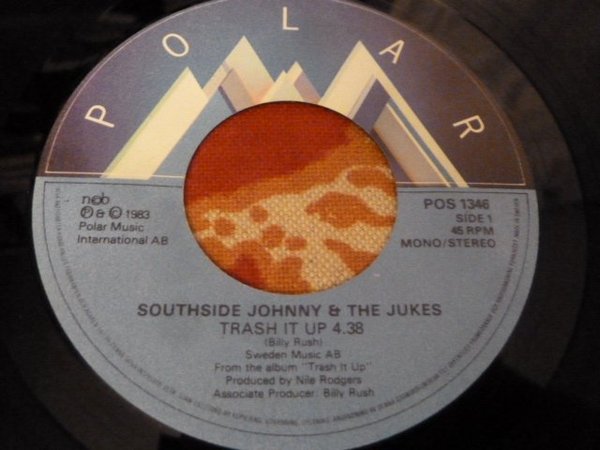 POLAR
ncb
Ⓟ & © 1983
Polar Music
International AB
POS 1346
SIDE 1
45 RPM
MONO/STEREO
SOUTHSIDE JOHNNY & THE JUKES
TRASH IT UP 4.38
(Billy Rush)
Sweden Music AB
From the album "Trash It Up"
Produced by Nile Rodgers
Associate Producer: Billy Rush